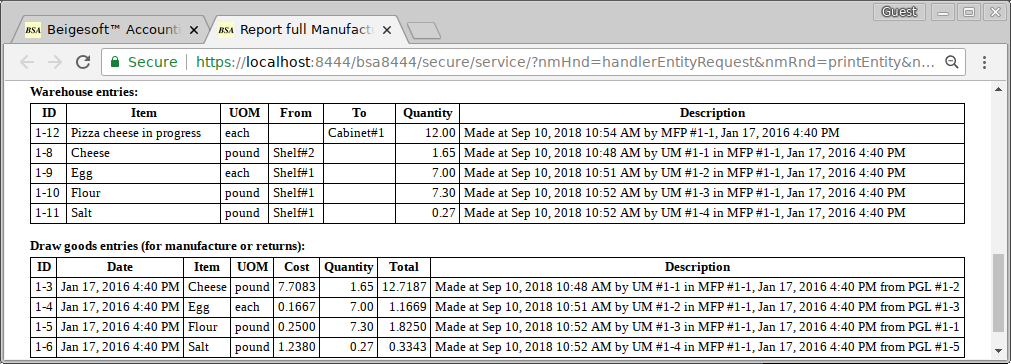 Guest
BSA Beigesoft™ Account BSA Report full Manufact
Secure https://localhost:8444/bsa8444/secure/service/?nmHnd=handlerEntityRequest&nmRnd=printEntity&n...
Warehouse entries:
ID Item UOM From To Quantity Description
1-12 Pizza cheese in progress each Cabinet#1 12.00 Made at Sep 10, 2018 10:54 AM by MFP #1-1, Jan 17, 2016 4:40 PM
1-8 Cheese pound Shelf#2 1.65 Made at Sep 10, 2018 10:48 AM by UM #1-1 in MFP #1-1, Jan 17, 2016 4:40 PM
1-9 Egg each Shelf#1 7.00 Made at Sep 10, 2018 10:51 AM by UM #1-2 in MFP #1-1, Jan 17, 2016 4:40 PM
1-10 Flour pound Shelf#1 7.30 Made at Sep 10, 2018 10:52 AM by UM #1-3 in MFP #1-1, Jan 17, 2016 4:40 PM
1-11 Salt pound Shelf#1 0.27 Made at Sep 10, 2018 10:52 AM by UM #1-4 in MFP #1-1, Jan 17, 2016 4:40 PM
Draw goods entries (for manufacture or returns):
ID Date Item UOM Cost Quantity Total Description
1-3 Jan 17, 2016 4:40 PM Cheese pound 7.7083 1.65 12.7187 Made at Sep 10, 2018 10:48 AM by UM #1-1 in MFP #1-1, Jan 17, 2016 4:40 PM from PGL #1-2
1-4 Jan 17, 2016 4:40 PM Egg each 0.1667 7.00 1.1669 Made at Sep 10, 2018 10:51 AM by UM #1-2 in MFP #1-1, Jan 17, 2016 4:40 PM from PGL #1-3
1-5 Jan 17, 2016 4:40 PM Flour pound 0.2500 7.30 1.8250 Made at Sep 10, 2018 10:52 AM by UM #1-3 in MFP #1-1, Jan 17, 2016 4:40 PM from PGL #1-1
1-6 Jan 17, 2016 4:40 PM Salt pound 1.2380 0.27 0.3343 Made at Sep 10, 2018 10:52 AM by UM #1-4 in MFP #1-1, Jan 17, 2016 4:40 PM from PGL #1-5